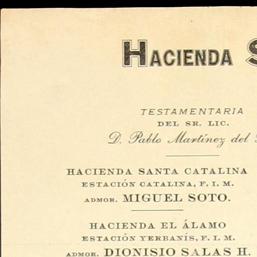 HACIENDA S
TESTAMENTARIA
DEL SR. LIC.
D. Pablo Martínez del
HACIENDA SANTA CATALINA
ESTACIÓN CATALINA, F. I. M.
ADMOR. MIGUEL SOTO.
HACIENDA EL ÁLAMO
ESTACIÓN YERBANÍS, F. I. M.
ADMOR. DIONISIO SALAS H.